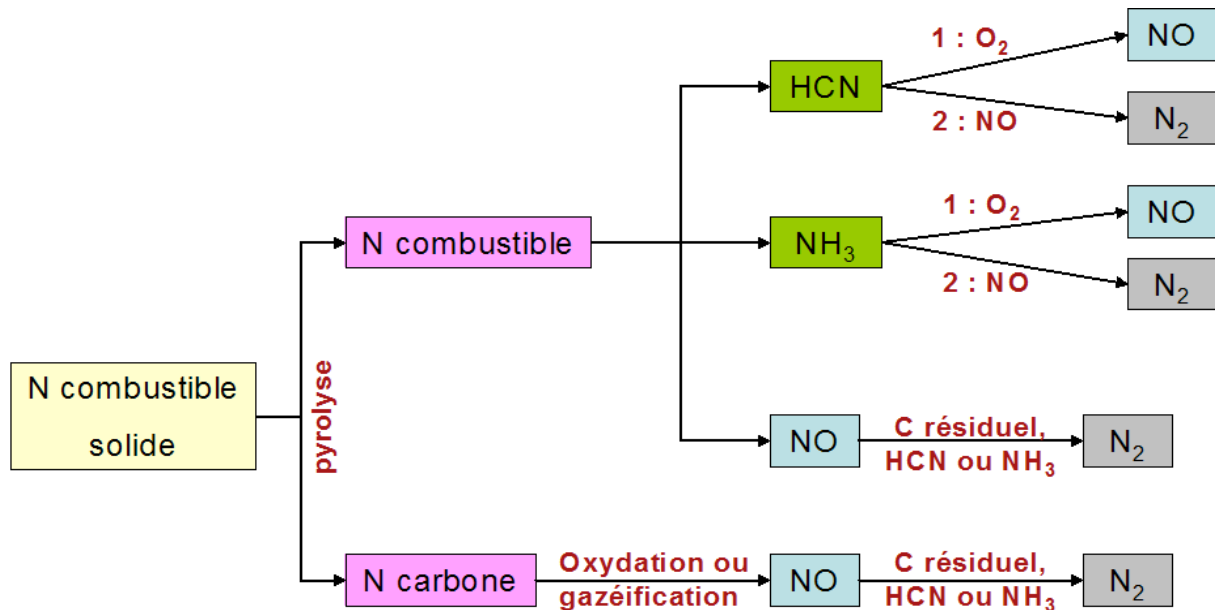 1 : O₂
NO
HCN
2 : NO
N₂
1 : O₂
NO
N combustible
NH₃
2 : NO
N₂
N combustible
solide
pyrolyse
NO
C résiduel,
HCN ou NH₃
N₂
N carbone
Oxydation ou
gazéification
NO
C résiduel,
HCN ou NH₃
N₂